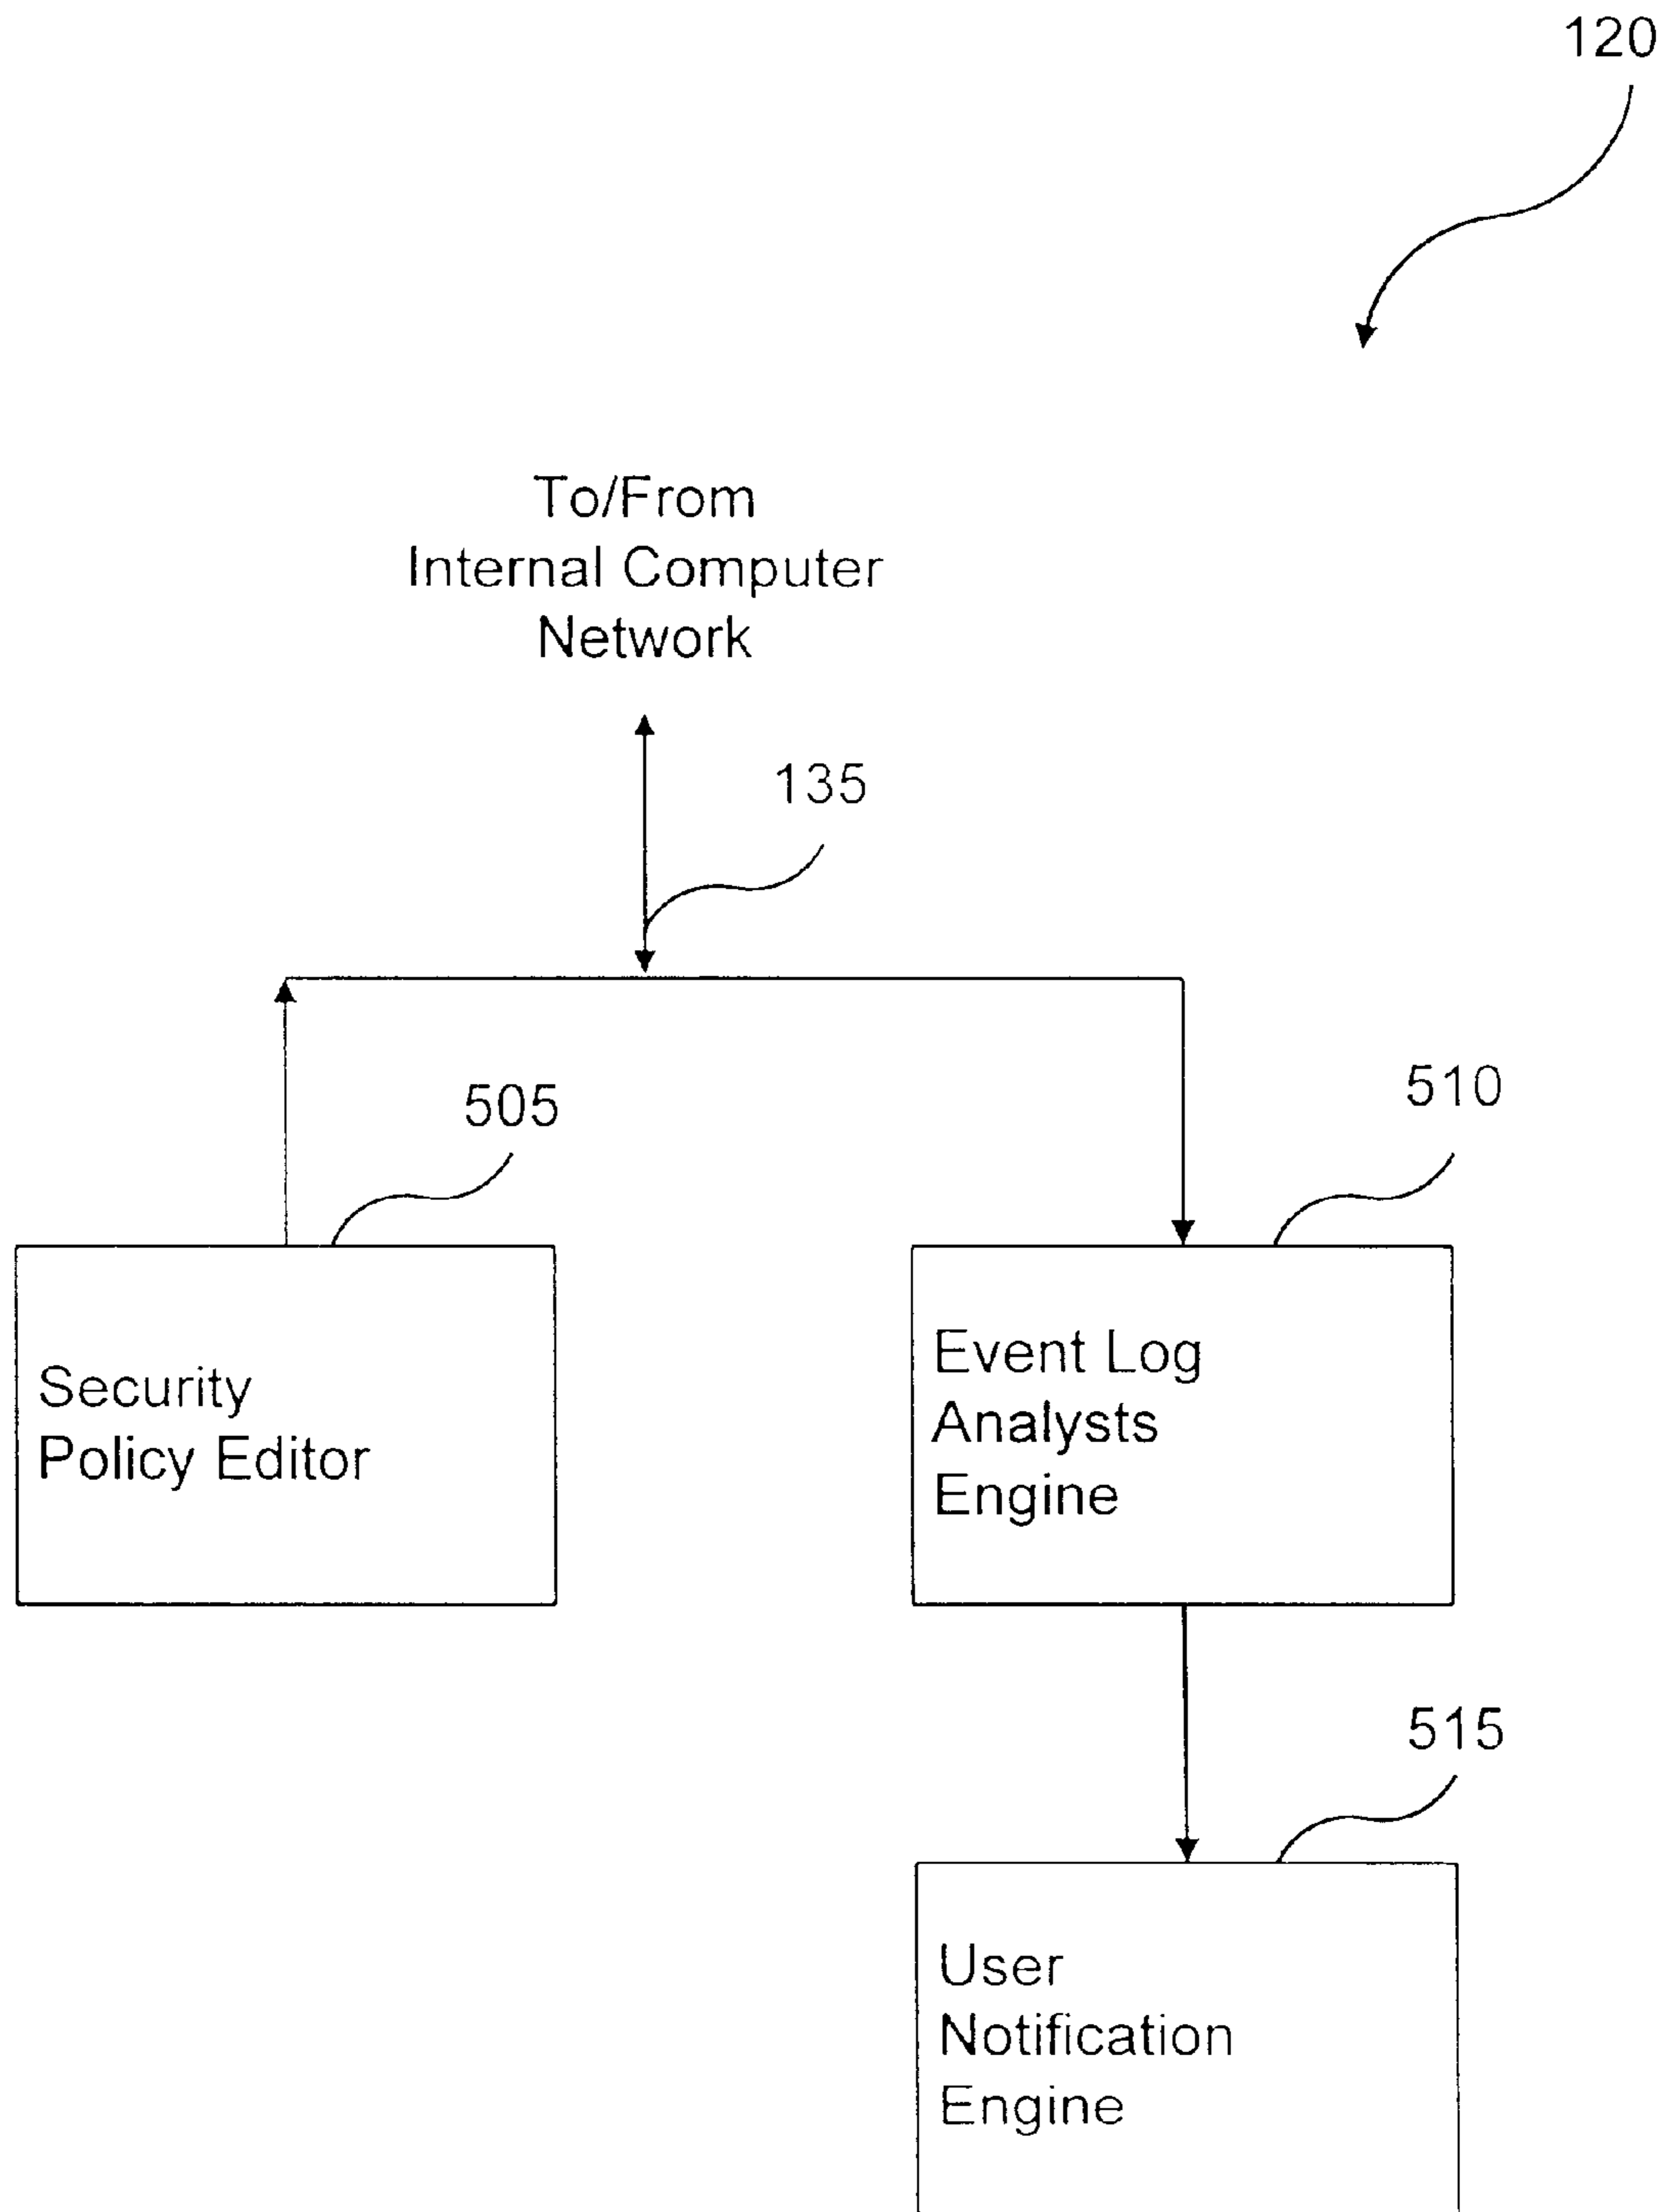 120
To/From
Internal Computer
Network
135
505
510
Security
Policy Editor
Event Log
Analysts
Engine
515
User
Notification
Engine